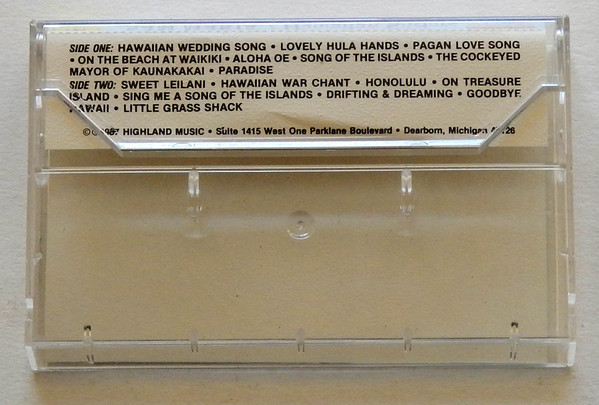 SIDE ONE: HAWAIIAN WEDDING SONG • LOVELY HULA HANDS • PAGAN LOVE SONG
• ON THE BEACH AT WAIKIKI • ALOHA OE • SONG OF THE ISLANDS • THE COCKEYED
MAYOR OF KAUNAKAKAI • PARADISE
SIDE TWO: SWEET LEILANI • HAWAIIAN WAR CHANT • HONOLULU • ON TREASURE
ISLAND • SING ME A SONG OF THE ISLANDS • DRIFTING & DREAMING • GOODBYE
HAWAII • LITTLE GRASS SHACK
© HIGHLAND MUSIC • Suite 1415 West One Parklane Boulevard • Dearborn, Michigan